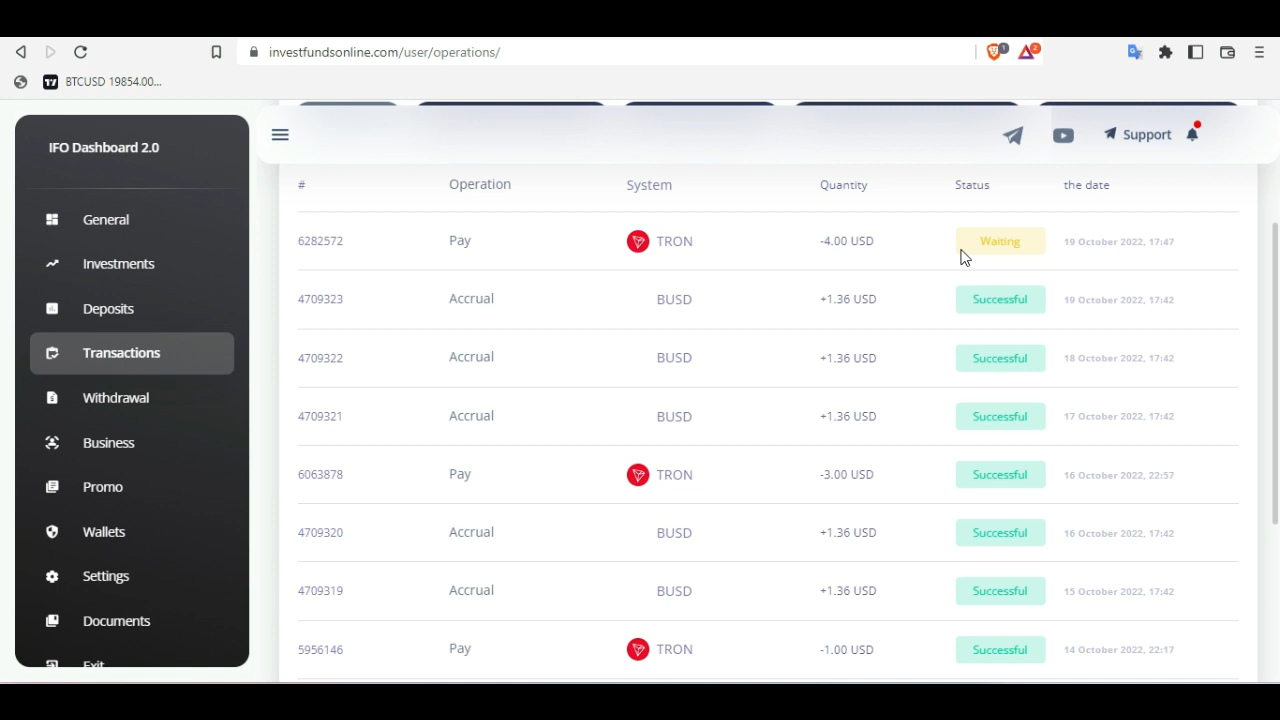 investfundsonline.com/user/operations/
1
2
BTCUSD 19854.00...
IFO Dashboard 2.0
Support
General
Investments
Deposits
Transactions
Withdrawal
Business
Promo
Wallets
Settings
Documents
Exit
# Operation System Quantity Status the date
6282572 Pay TRON -4.00 USD Waiting 19 October 2022, 17:47
4709323 Accrual BUSD +1.36 USD Successful 19 October 2022, 17:42
4709322 Accrual BUSD +1.36 USD Successful 18 October 2022, 17:42
4709321 Accrual BUSD +1.36 USD Successful 17 October 2022, 17:42
6063878 Pay TRON -3.00 USD Successful 16 October 2022, 22:57
4709320 Accrual BUSD +1.36 USD Successful 16 October 2022, 17:42
4709319 Accrual BUSD +1.36 USD Successful 15 October 2022, 17:42
5956146 Pay TRON -1.00 USD Successful 14 October 2022, 22:17